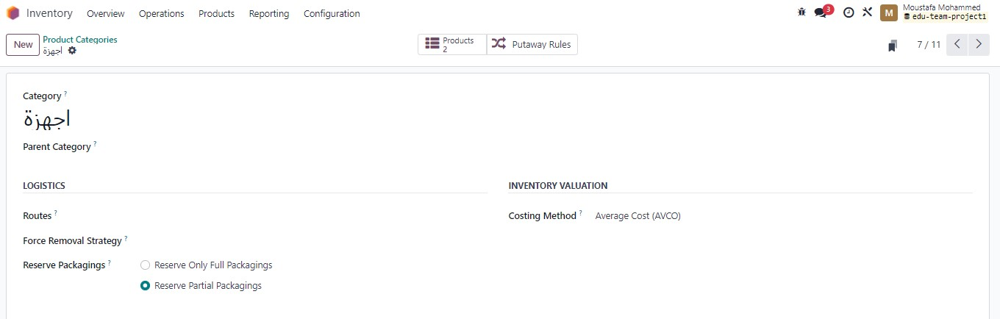 Inventory Overview Operations Products Reporting Configuration 3 M Moustafa Mohammed
edu-team-project1
New Product Categories Products Putaway Rules 7 / 11
اجهزة 2
Category ?
اجهزة
Parent Category ?
LOGISTICS INVENTORY VALUATION
Routes ? Costing Method ? Average Cost (AVCO)
Force Removal Strategy ?
Reserve Packagings ? Reserve Only Full Packagings
Reserve Partial Packagings